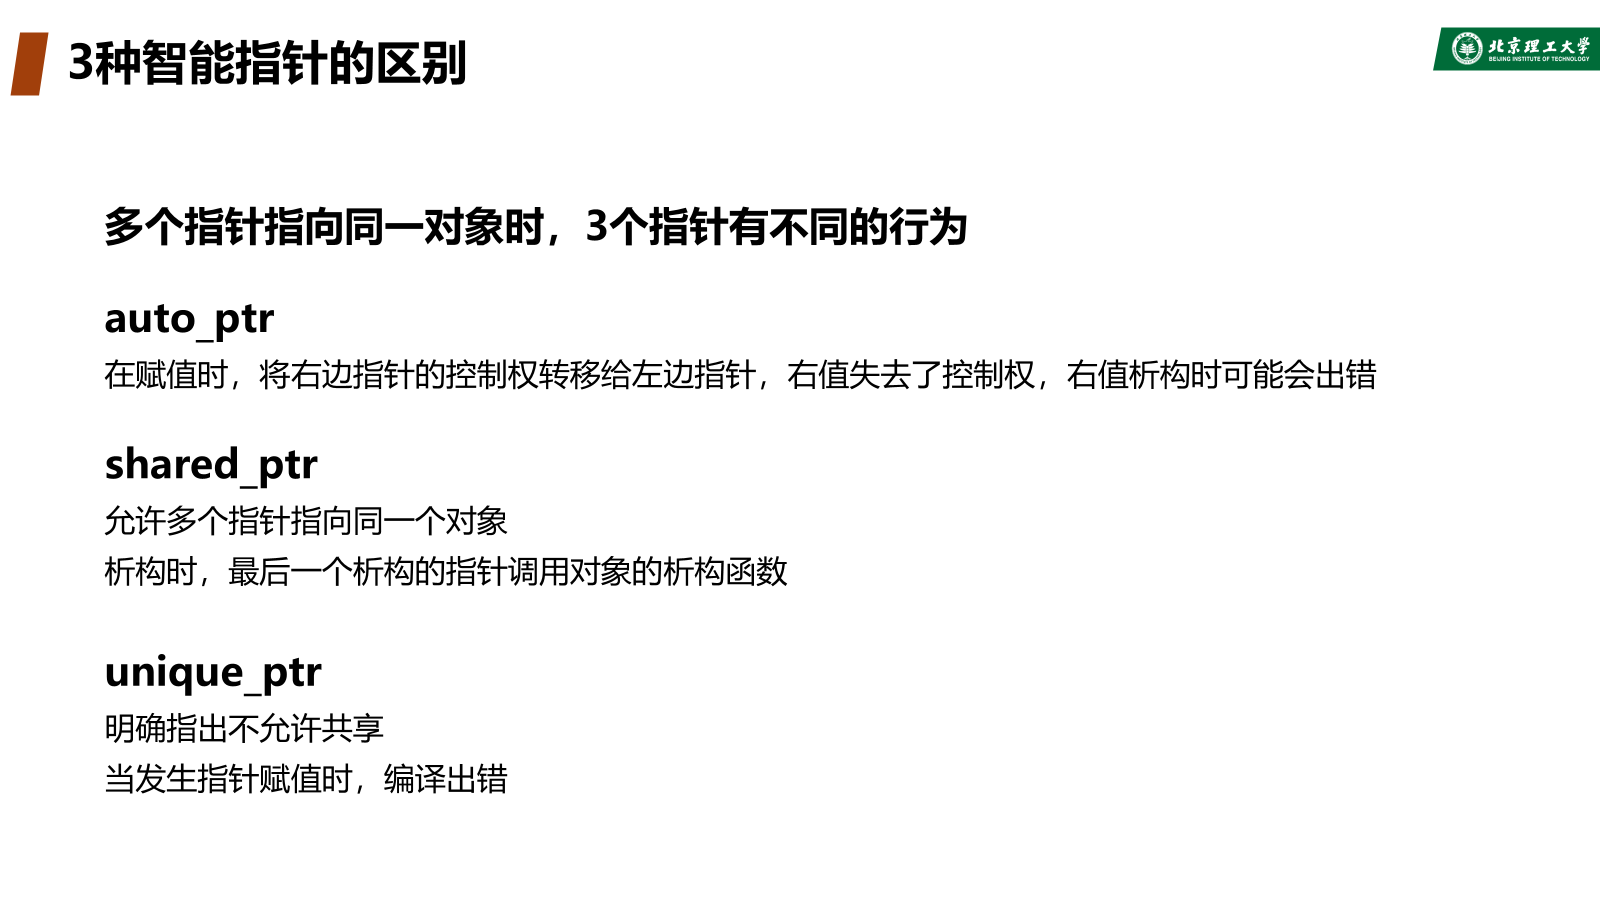 3种智能指针的区别
北京理工大学
BEIJING INSTITUTE OF TECHNOLOGY
多个指针指向同一对象时，3个指针有不同的行为
auto_ptr
在赋值时，将右边指针的控制权转移给左边指针，右值失去了控制权，右值析构时可能会出错
shared_ptr
允许多个指针指向同一个对象
析构时，最后一个析构的指针调用对象的析构函数
unique_ptr
明确指出不允许共享
当发生指针赋值时，编译出错